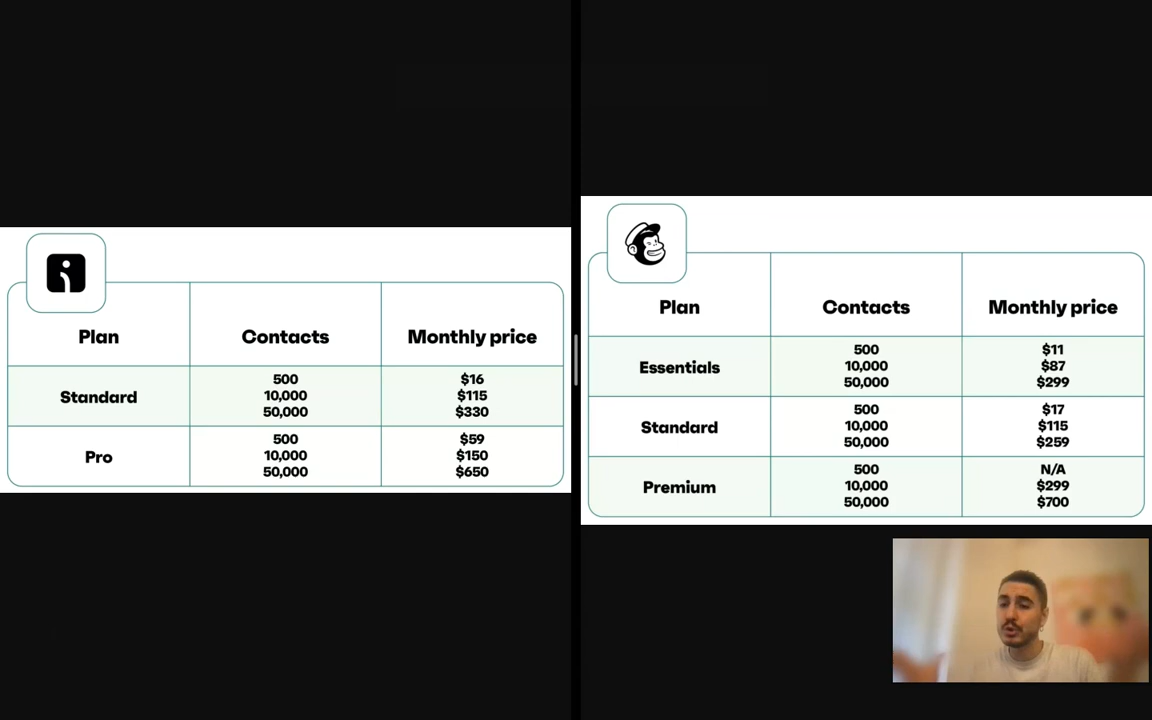 Plan Contacts Monthly price
Standard 500 $16
10,000 $115
50,000 $330
Pro 500 $59
10,000 $150
50,000 $650
Plan Contacts Monthly price
Essentials 500 $11
10,000 $87
50,000 $299
Standard 500 $17
10,000 $115
50,000 $259
Premium 500 N/A
10,000 $299
50,000 $700